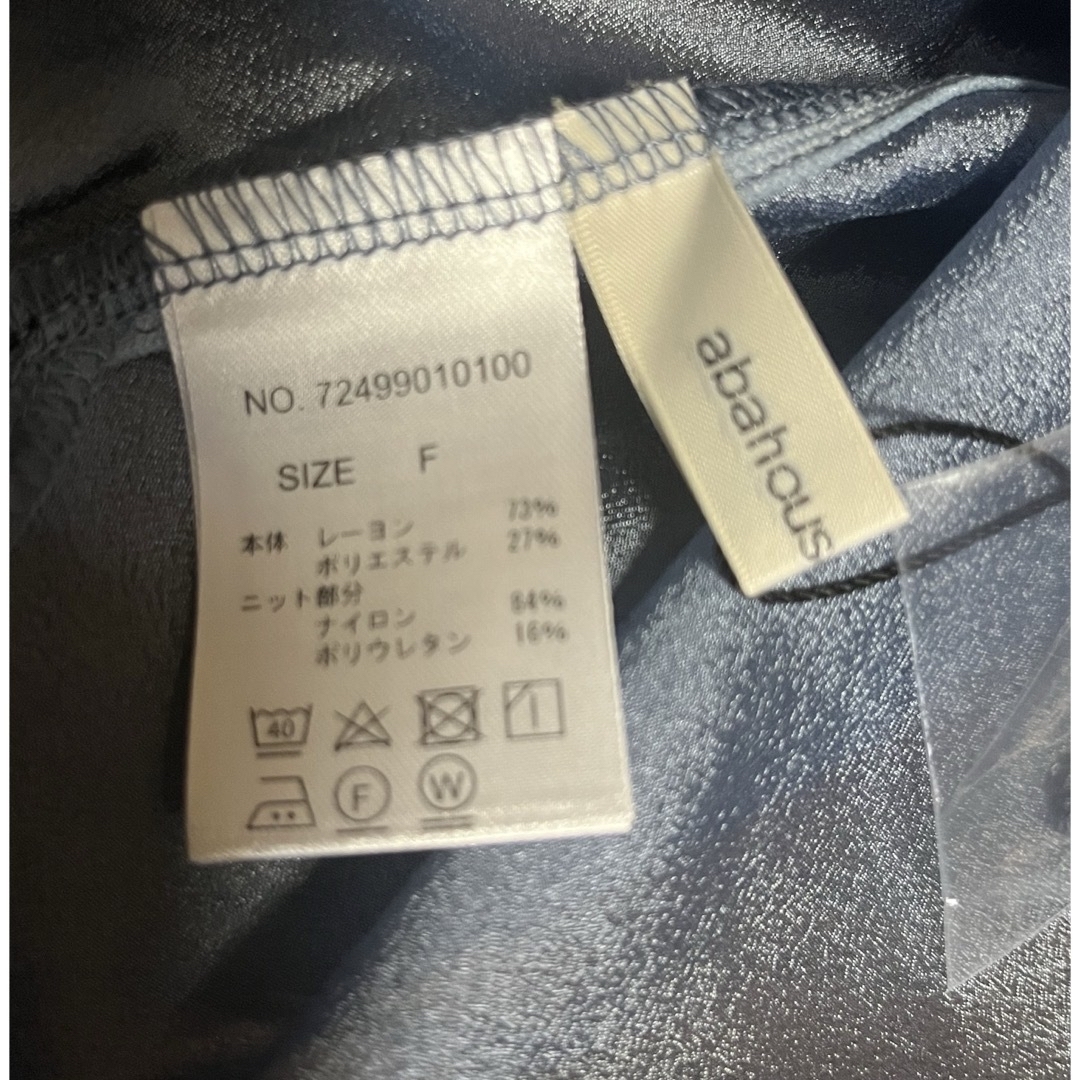 NO. 72499010100
SIZE F
本体 レーヨン 73%
ポリエステル 27%
ニット部分
ナイロン 84%
ポリウレタン 16%
40
F
W
abahous